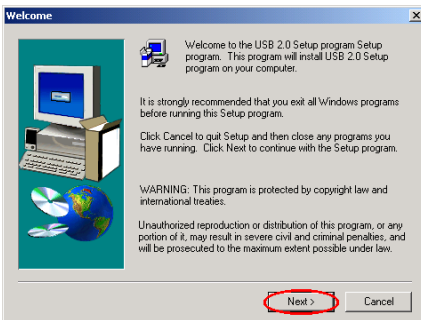 Welcome
Welcome to the USB 2.0 Setup program Setup
program. This program will install USB 2.0 Setup
program on your computer.
It is strongly recommended that you exit all Windows programs
before running this Setup program.
Click Cancel to quit Setup and then close any programs you
have running. Click Next to continue with the Setup program.
WARNING: This program is protected by copyright law and
international treaties.
Unauthorized reproduction or distribution of this program, or any
portion of it, may result in severe civil and criminal penalties, and
will be prosecuted to the maximum extent possible under law.
Next >
Cancel